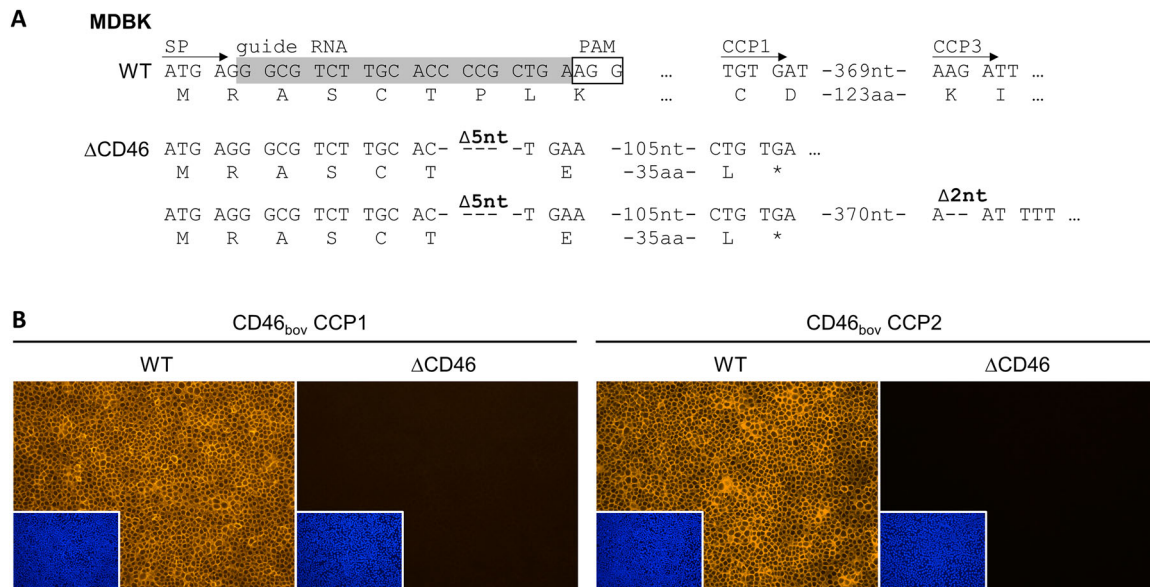 A
MDBK
SP guide RNA PAM CCP1 CCP3
WT ATG AGG GCG TCT TGC ACC CCG CTG AAG G ... TGT GAT -369nt- AAG ATT ...
M R A S C T P L K ... C D -123aa- K I ...
Δ5nt
ΔCD46 ATG AGG GCG TCT TGC AC- --- -T GAA -105nt- CTG TGA ...
M R A S C T E -35aa- L *
Δ5nt Δ2nt
ATG AGG GCG TCT TGC AC- --- -T GAA -105nt- CTG TGA -370nt- A-- AT TTT ...
M R A S C T E -35aa- L *
B
CD46bov CCP1 CD46bov CCP2
WT ΔCD46 WT ΔCD46